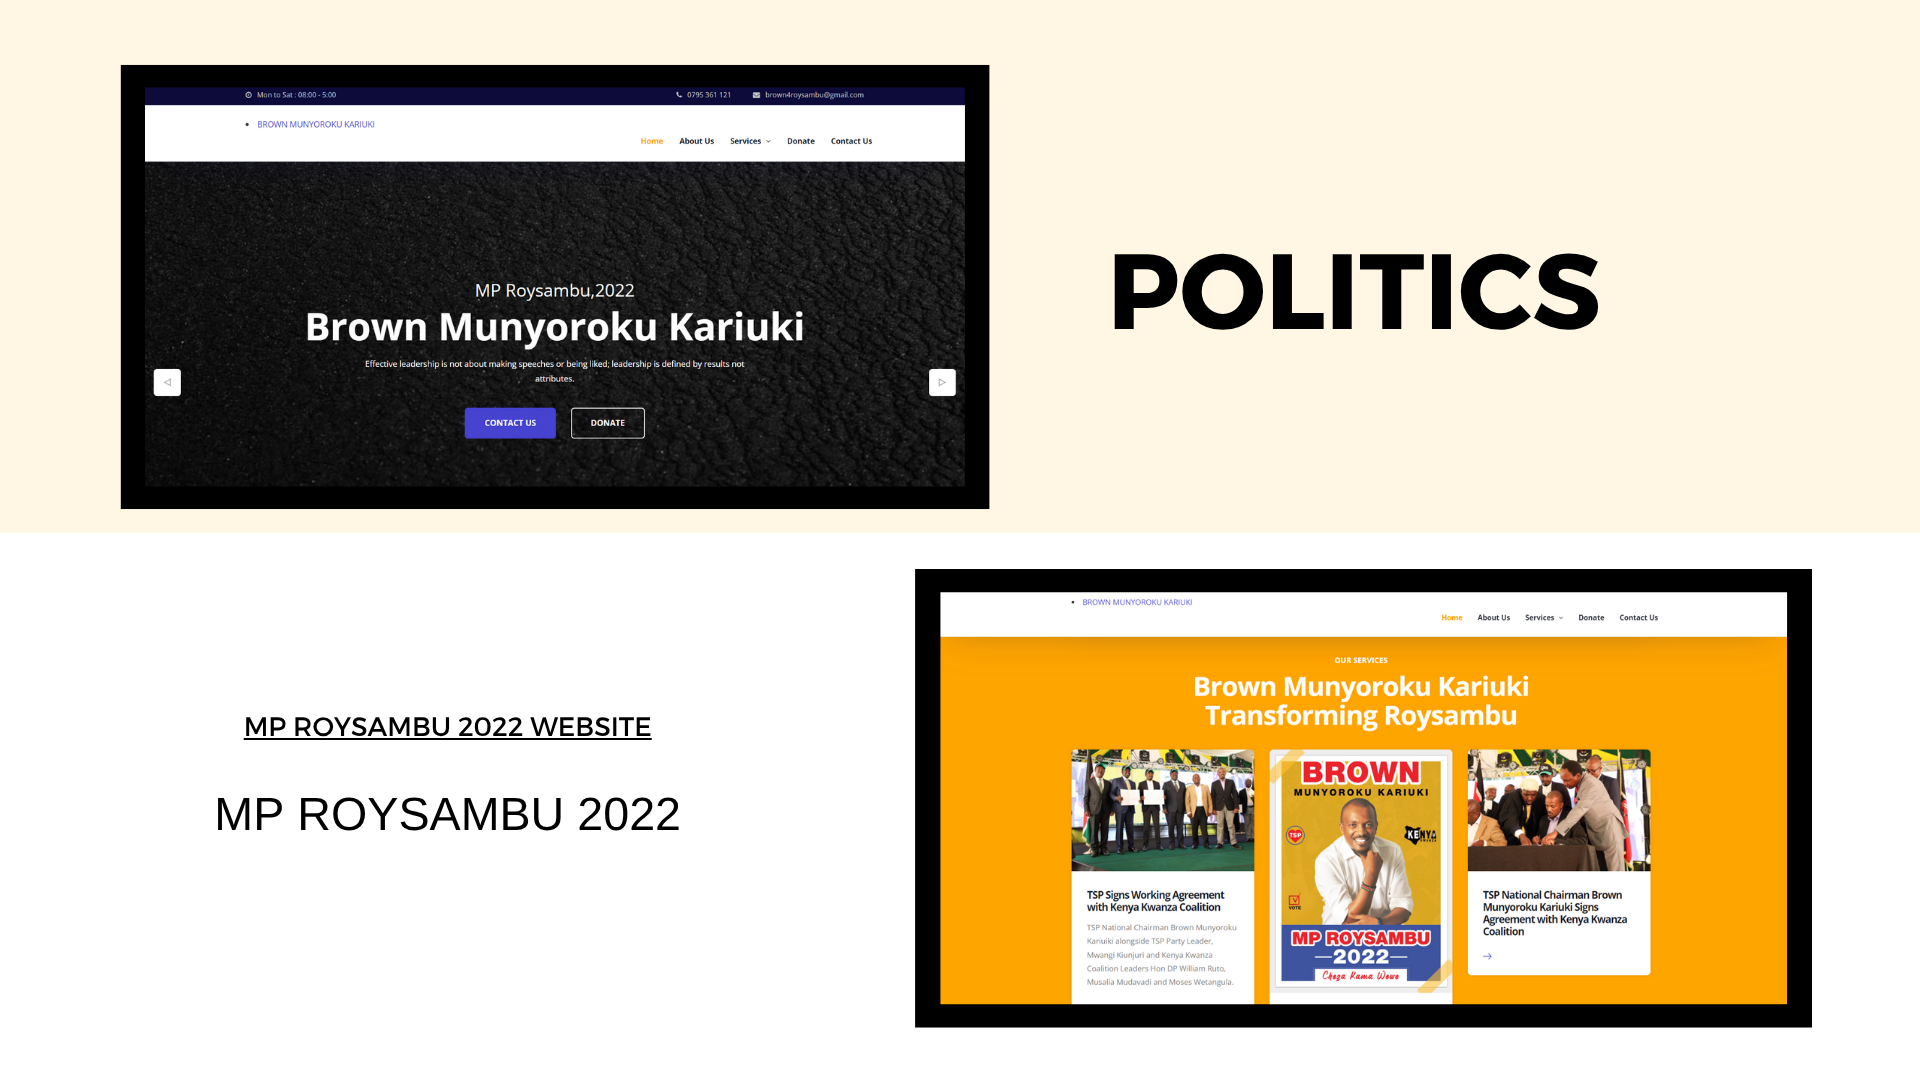 Mon to Sat : 08:00 - 5:00
0795 361 121
brown4roysambu@gmail.com
BROWN MUNYOROKU KARIUKI
Home About Us Services Donate Contact Us
MP Roysambu,2022
Brown Munyoroku Kariuki
Effective leadership is not about making speeches or being liked; leadership is defined by results not
attributes.
CONTACT US
DONATE
POLITICS
MP ROYSAMBU 2022 WEBSITE
MP ROYSAMBU 2022
BROWN MUNYOROKU KARIUKI
Home About Us Services Donate Contact Us
OUR SERVICES
Brown Munyoroku Kariuki
Transforming Roysambu
TSP Signs Working Agreement
with Kenya Kwanza Coalition
TSP National Chairman Brown Munyoroku
Kariuiki alongside TSP Party Leader,
Mwangi Kiunjuri and Kenya Kwanza
Coalition Leaders Hon DP William Ruto,
Musalia Mudavadi and Moses Wetangula.
BROWN
MUNYOROKU KARIUKI
TSP
KENYA
VOTE
MP ROYSAMBU
2022
Chega Kama Wewe
TSP National Chairman Brown
Munyoroku Kariuki Signs
Agreement with Kenya Kwanza
Coalition